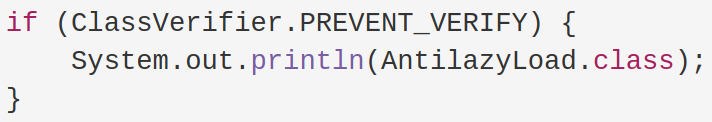 if (ClassVerifier.PREVENT_VERIFY) {
    System.out.println(AntilazyLoad.class);
}